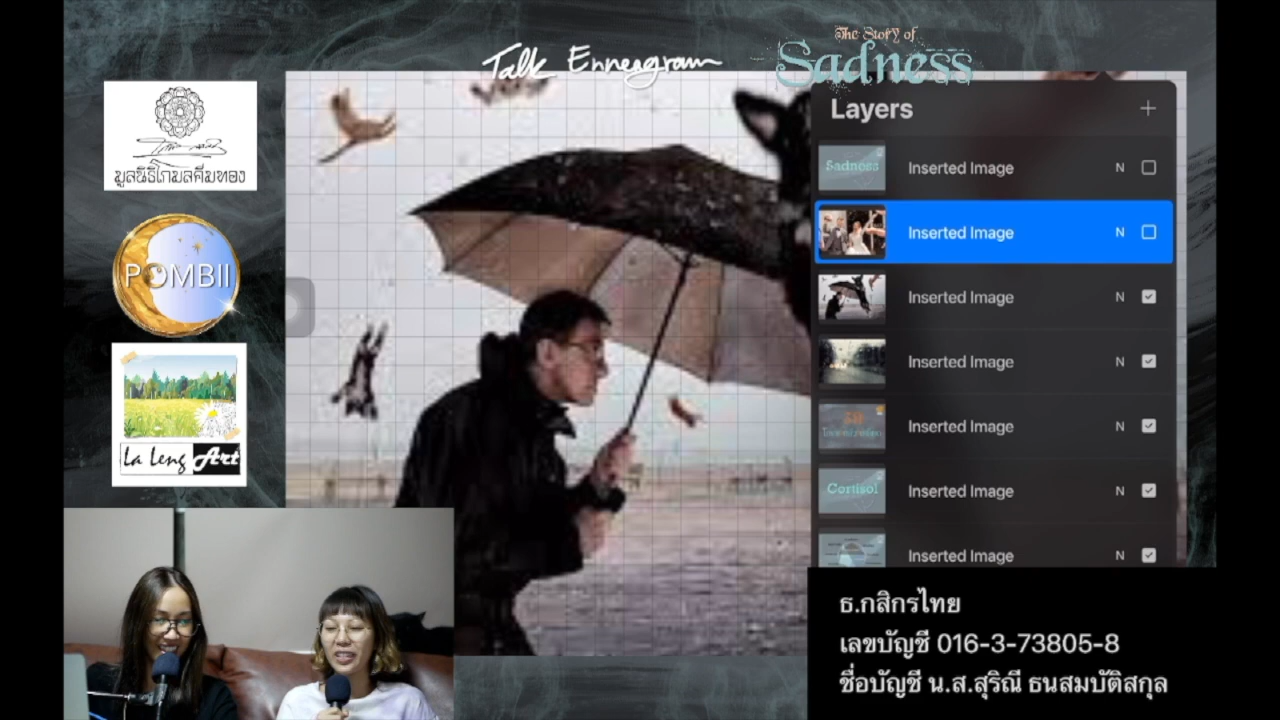 The Story of
Talk Enneagram
Sadness
Layers
Sadness
Inserted Image N
Inserted Image N
Inserted Image N
Inserted Image N
Inserted Image N
Cortisol
Inserted Image N
Inserted Image N
มูลนิธิโกมลคีมทอง
POMBII
La Leng Art
ธ.กสิกรไทย
เลขบัญชี 016-3-73805-8
ชื่อบัญชี น.ส.สุริณี ธนสมบัติสกุล